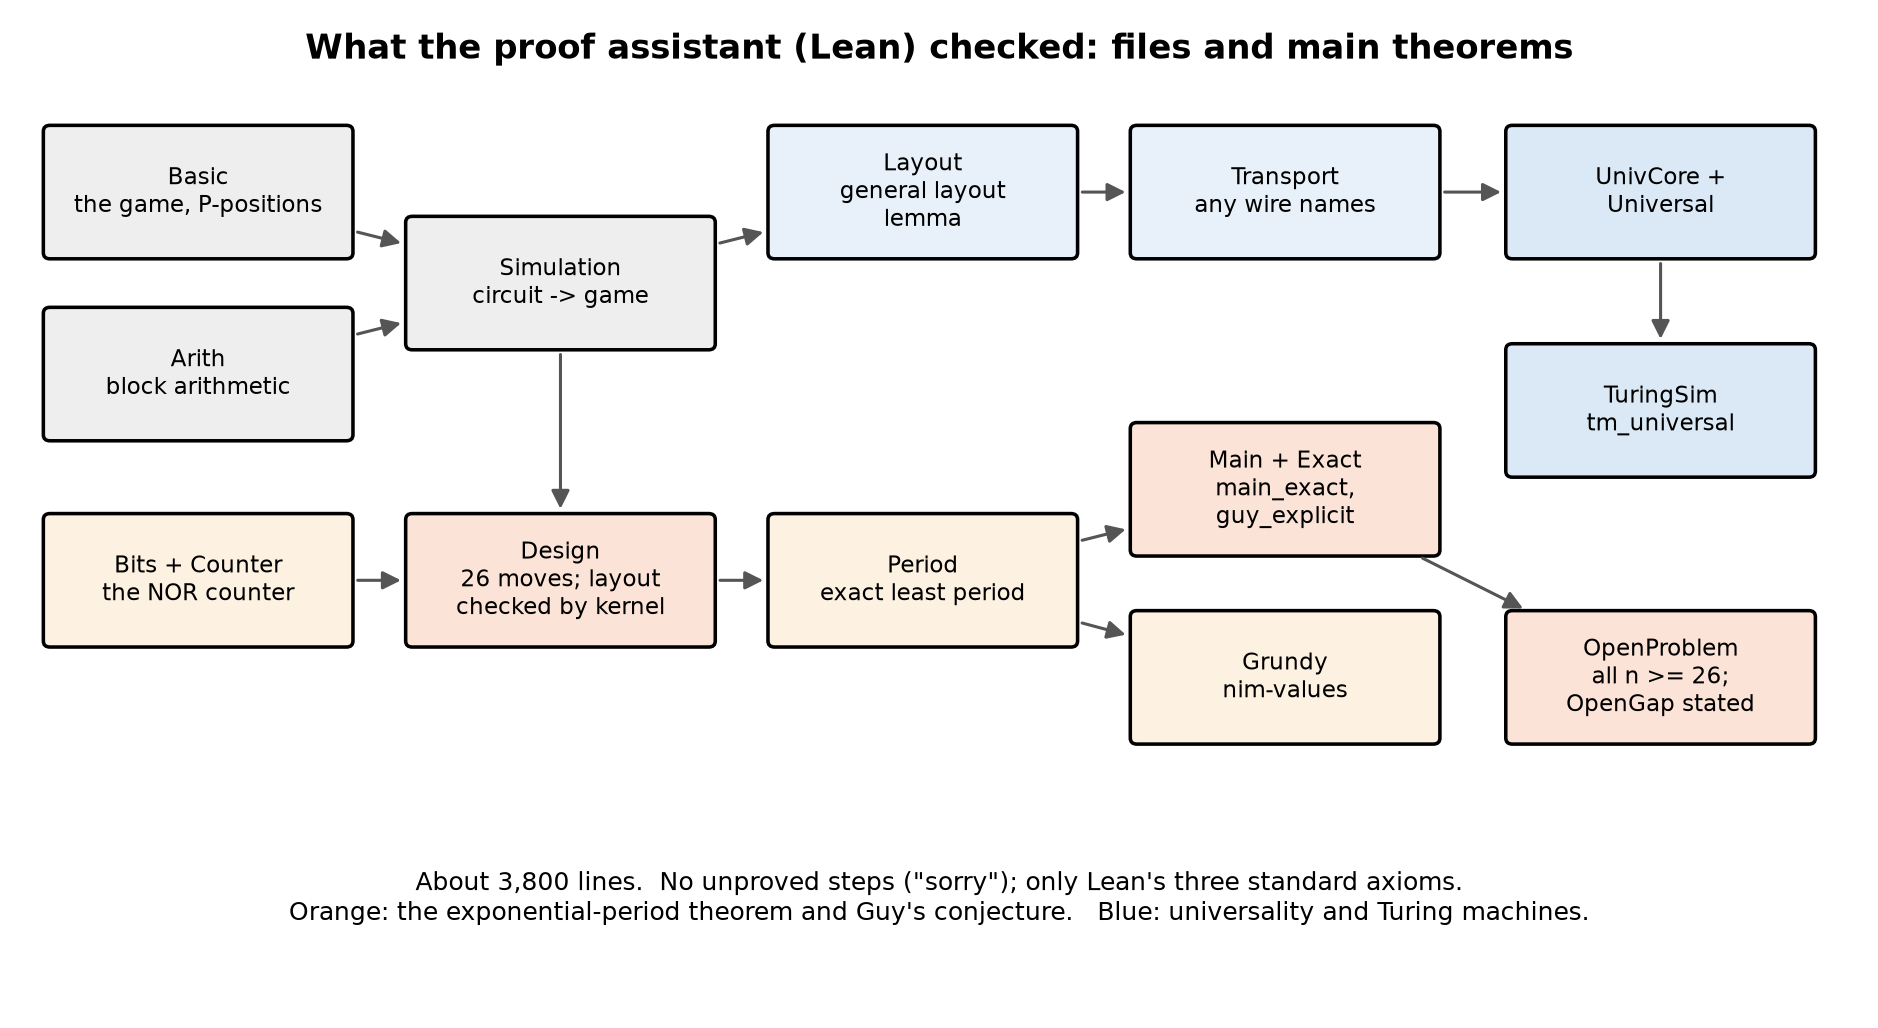 What the proof assistant (Lean) checked: files and main theorems
Basic
the game, P-positions
Arith
block arithmetic
Simulation
circuit -> game
Layout
general layout
lemma
Transport
any wire names
UnivCore +
Universal
TuringSim
tm_universal
Bits + Counter
the NOR counter
Design
26 moves; layout
checked by kernel
Period
exact least period
Main + Exact
main_exact,
guy_explicit
Grundy
nim-values
OpenProblem
all n >= 26;
OpenGap stated
About 3,800 lines.  No unproved steps ("sorry"); only Lean's three standard axioms.
Orange: the exponential-period theorem and Guy's conjecture.   Blue: universality and Turing machines.